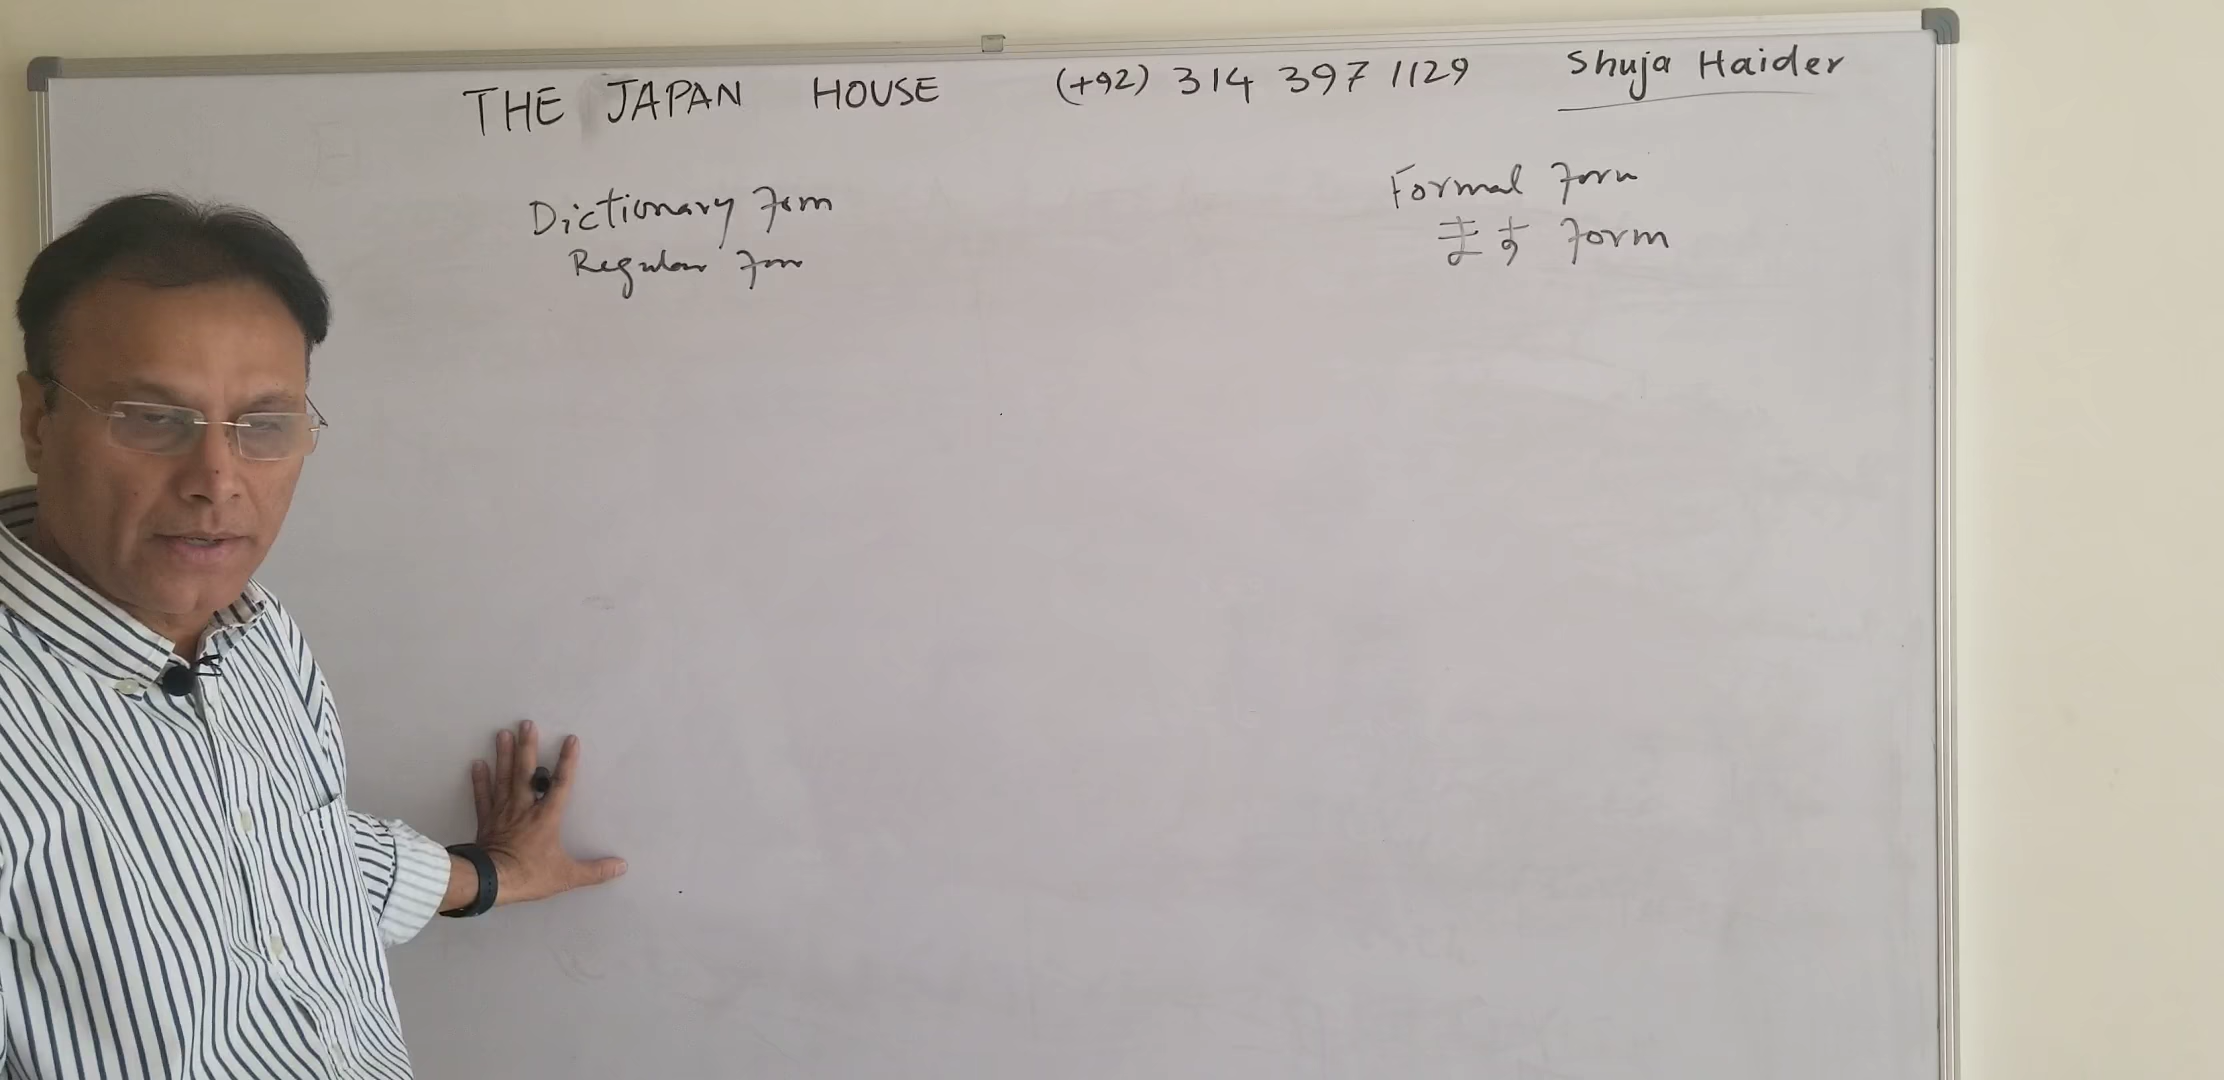 THE JAPAN HOUSE (+92) 314 397 1129 Shuja Haider
Dictionary Form
Regular Form
Formal Form
ます Form